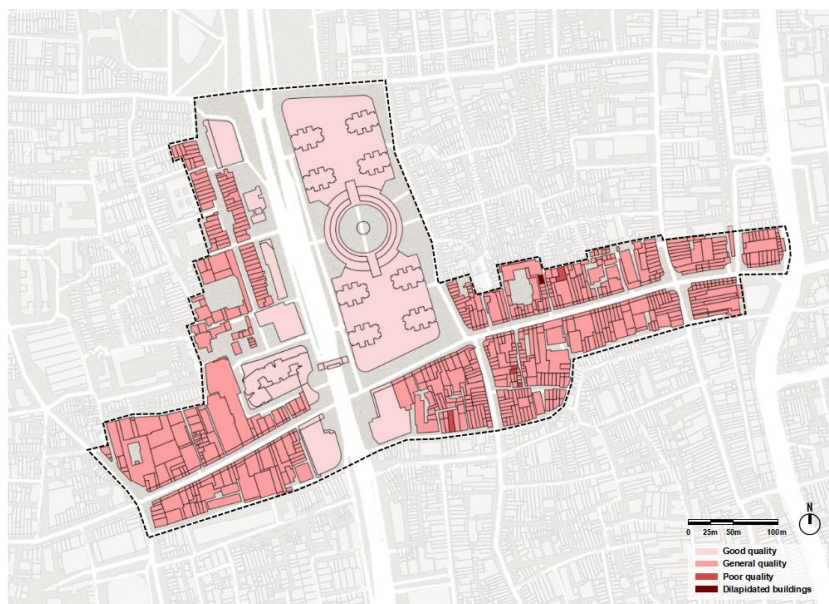 N
0 25m 50m 100m
Good quality
General quality
Poor quality
Dilapidated buildings